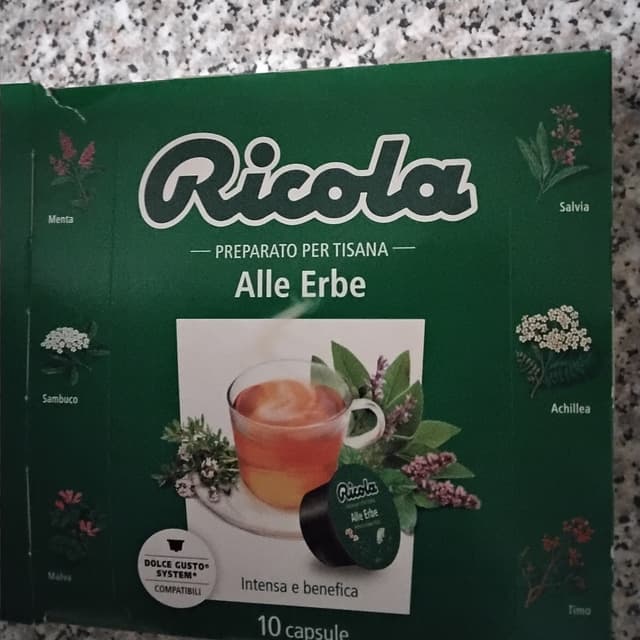 Ricola
PREPARATO PER TISANA
Alle Erbe
Menta
Salvia
Sambuco
Achillea
Malva
Timo
Ricola
Alle Erbe
DOLCE GUSTO®
SYSTEM*
COMPATIBILI
Intensa e benefica
10 capsule